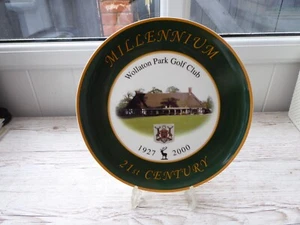 MILLENNIUM
Wollaton Park Golf Club
1927 2000
21st CENTURY